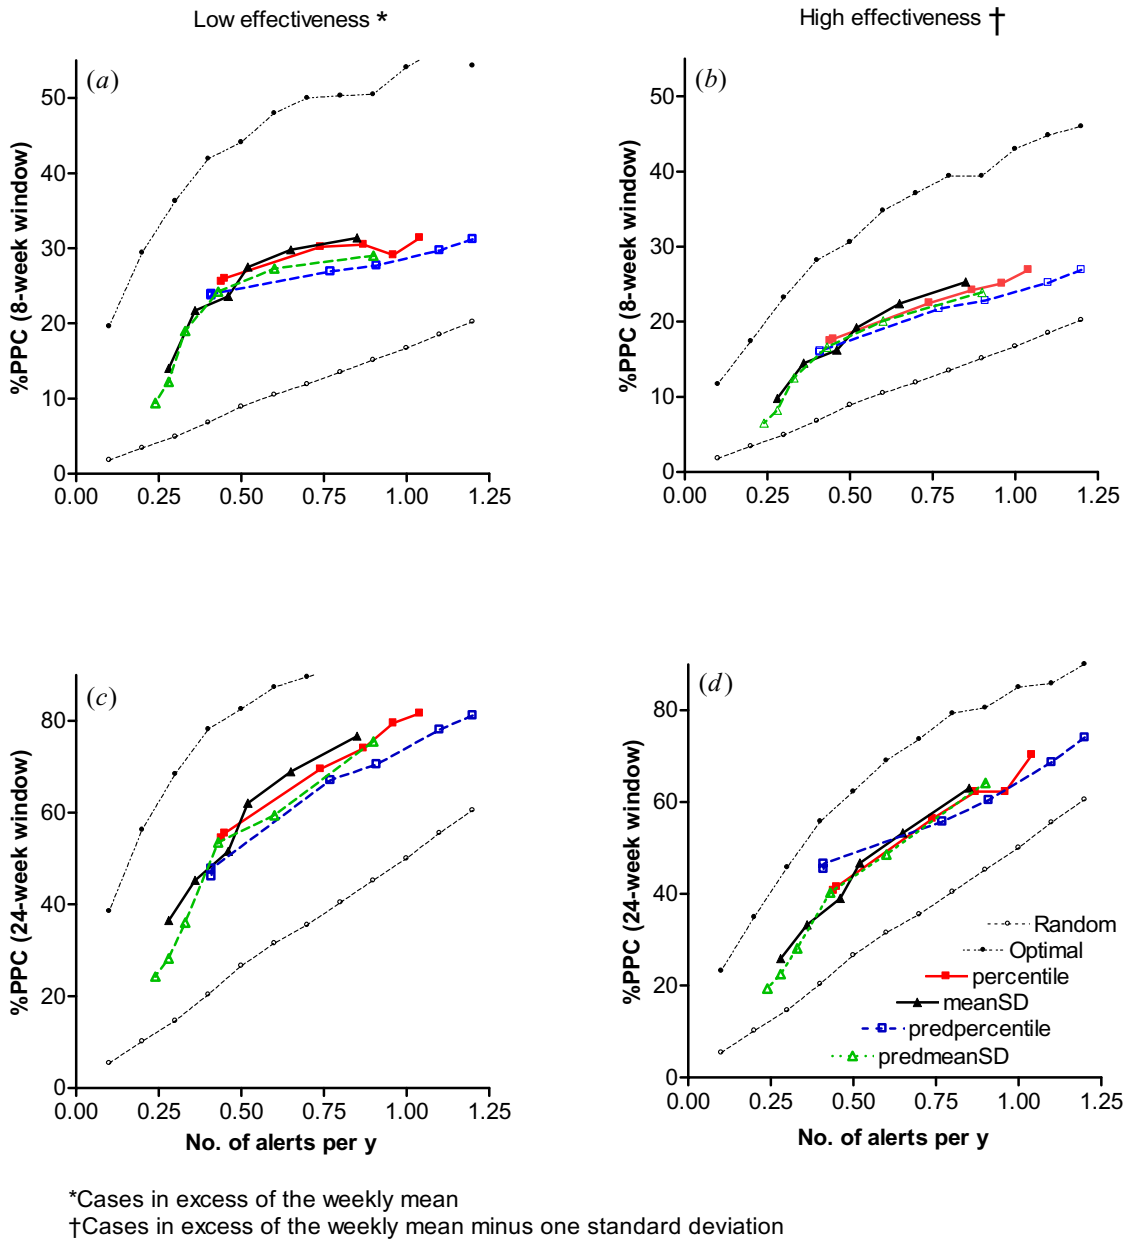 Low effectiveness *
High effectiveness †
(a)
%PPC (8-week window)
50
40
30
20
10
0
0.00 0.25 0.50 0.75 1.00 1.25
(b)
%PPC (8-week window)
50
40
30
20
10
0
0.00 0.25 0.50 0.75 1.00 1.25
(c)
%PPC (24-week window)
80
60
40
20
0
0.00 0.25 0.50 0.75 1.00 1.25
No. of alerts per y
(d)
%PPC (24-week window)
80
60
40
20
0
0.00 0.25 0.50 0.75 1.00 1.25
No. of alerts per y
Random
Optimal
percentile
meanSD
predpercentile
predmeanSD
*Cases in excess of the weekly mean
†Cases in excess of the weekly mean minus one standard deviation